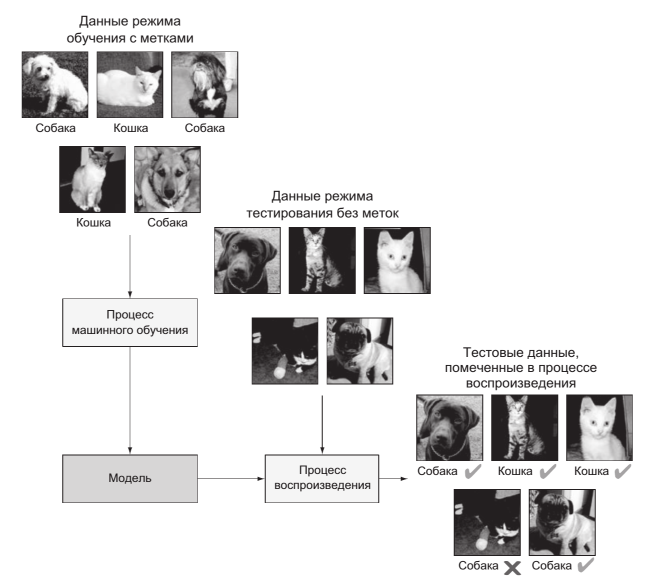 Данные режима
обучения с метками
Собака
Кошка
Собака
Кошка
Собака
Данные режима
тестирования без меток
Процесс
машинного обучения
Тестовые данные,
помеченные в процессе
воспроизведения
Собака
Кошка
Кошка
Модель
Процесс
воспроизведения
Собака
Собака